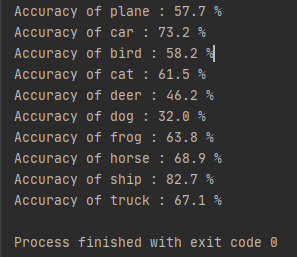 Accuracy of plane : 57.7 %
Accuracy of car : 73.2 %
Accuracy of bird : 58.2 %
Accuracy of cat : 61.5 %
Accuracy of deer : 46.2 %
Accuracy of dog : 32.0 %
Accuracy of frog : 63.8 %
Accuracy of horse : 68.9 %
Accuracy of ship : 82.7 %
Accuracy of truck : 67.1 %
Process finished with exit code 0